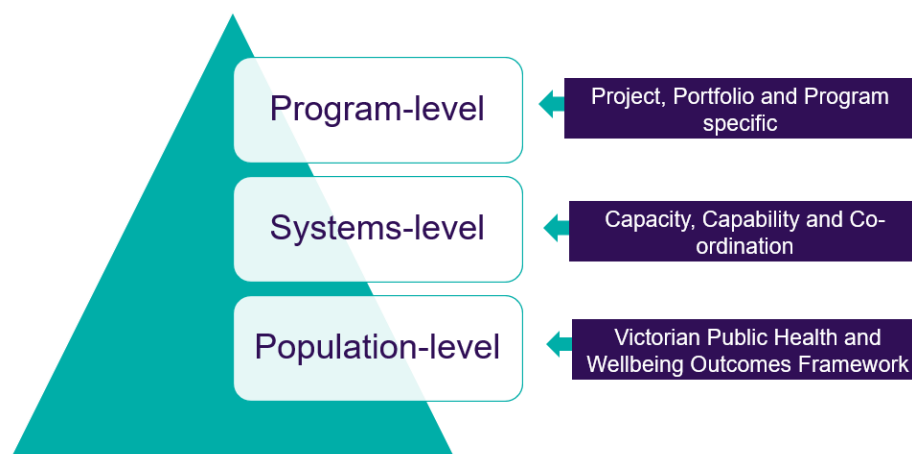 Program-level
Project, Portfolio and Program
specific
Systems-level
Capacity, Capability and Co-
ordination
Population-level
Victorian Public Health and
Wellbeing Outcomes Framework